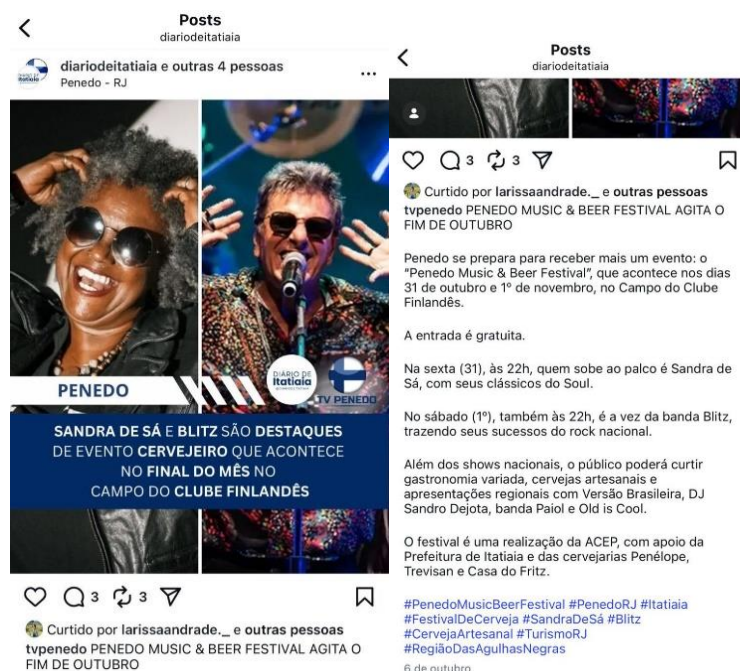 Posts
diariodeitatiaia
diariodeitatiaia e outras 4 pessoas
Penedo - RJ
PENEDO
DIÁRIO DE
Itatiaia
TV PENEDO
SANDRA DE SÁ E BLITZ SÃO DESTAQUES
DE EVENTO CERVEJEIRO QUE ACONTECE
NO FINAL DO MÊS NO
CAMPO DO CLUBE FINLANDÊS
3 3
Curtido por larissaandrade._ e outras pessoas
tvpenedo PENEDO MUSIC & BEER FESTIVAL AGITA O
FIM DE OUTUBRO
Posts
diariodeitatiaia
3 3
Curtido por larissaandrade._ e outras pessoas
tvpenedo PENEDO MUSIC & BEER FESTIVAL AGITA O
FIM DE OUTUBRO
Penedo se prepara para receber mais um evento: o
“Penedo Music & Beer Festival”, que acontece nos dias
31 de outubro e 1º de novembro, no Campo do Clube
Finlandês.
A entrada é gratuita.
Na sexta (31), às 22h, quem sobe ao palco é Sandra de
Sá, com seus clássicos do Soul.
No sábado (1º), também às 22h, é a vez da banda Blitz,
trazendo seus sucessos do rock nacional.
Além dos shows nacionais, o público poderá curtir
gastronomia variada, cervejas artesanais e
apresentações regionais com Versão Brasileira, DJ
Sandro Dejota, banda Paiol e Old is Cool.
O festival é uma realização da ACEP, com apoio da
Prefeitura de Itatiaia e das cervejarias Penélope,
Trevisan e Casa do Fritz.
#PenedoMusicBeerFestival #PenedoRJ #Itatiaia
#FestivalDeCerveja #SandraDeSá #Blitz
#CervejaArtesanal #TurismoRJ
#RegiãoDasAgulhasNegras
6 de outubro